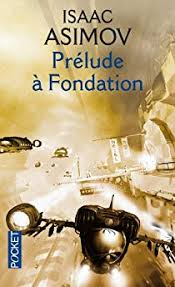 ISAAC
ASIMOV
Prélude
à Fondation
POCKET